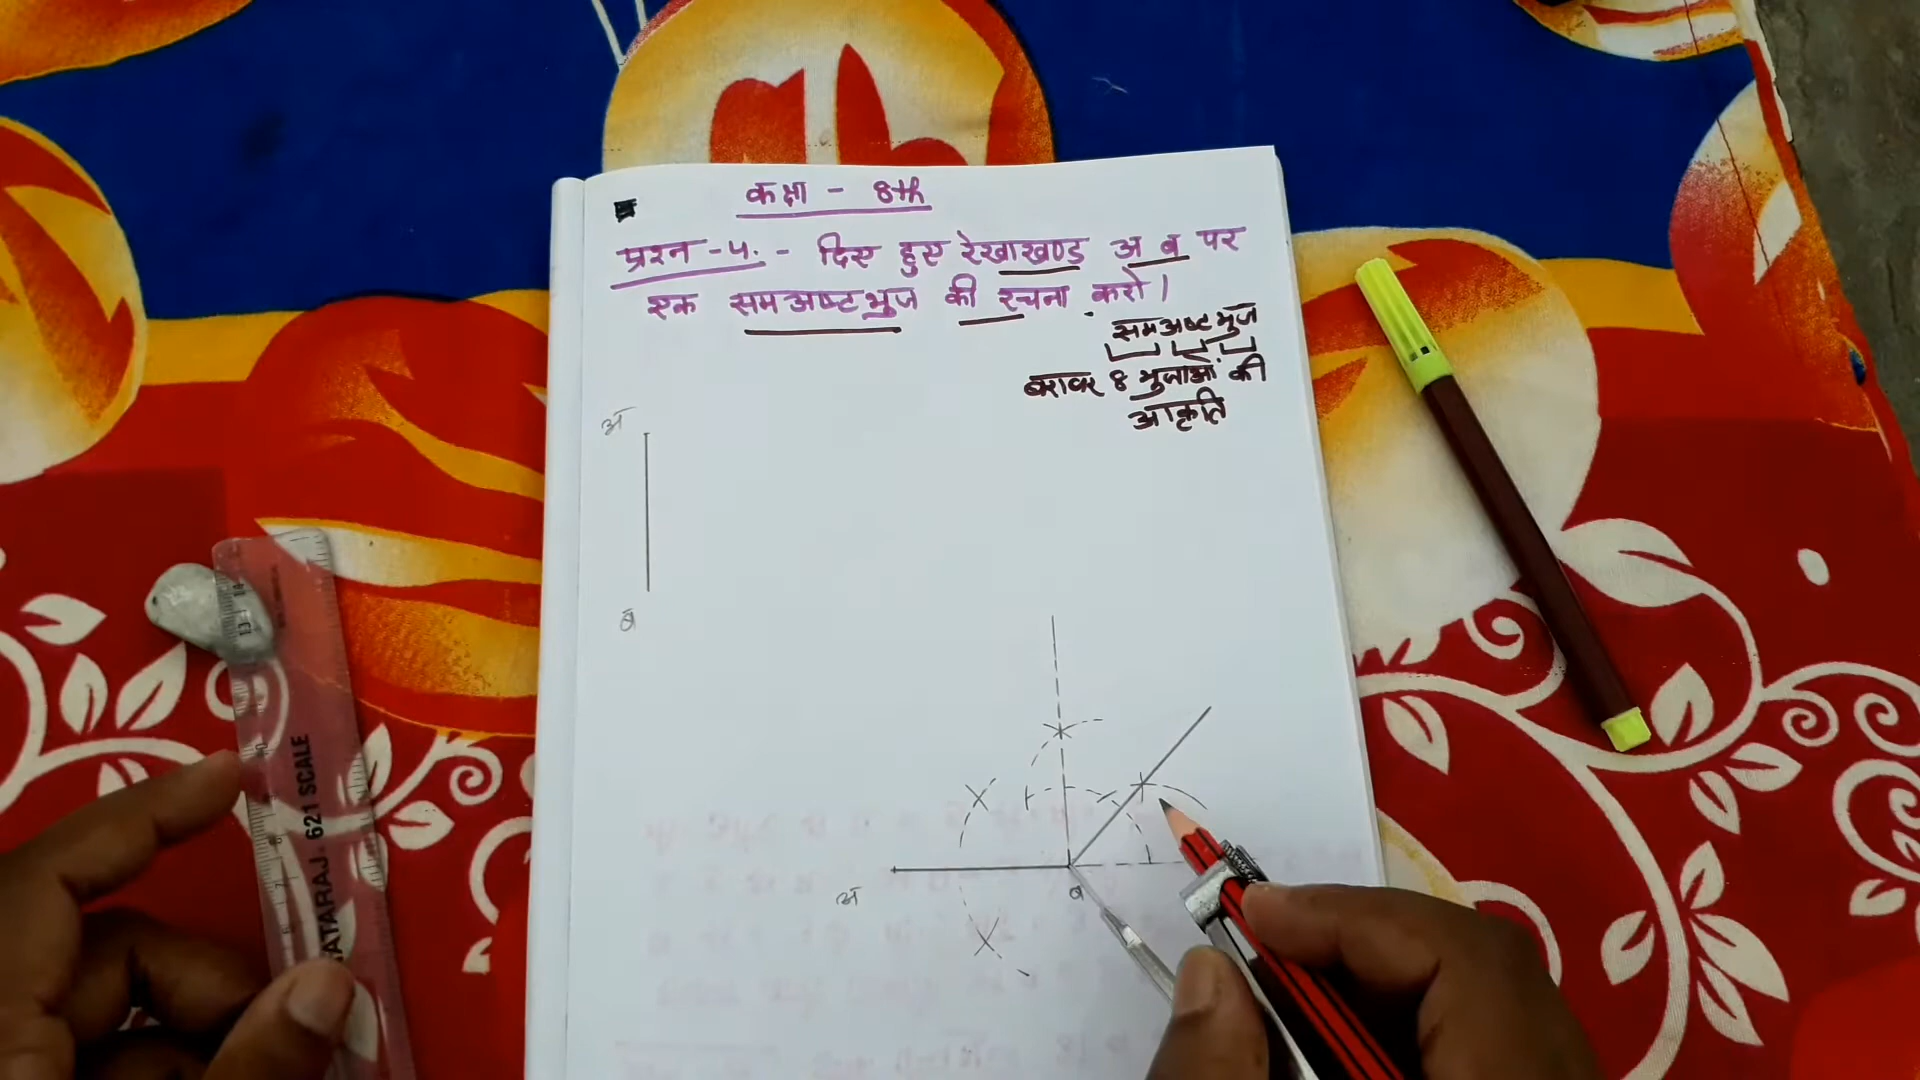 कक्षा - 8th
प्रश्न-५. - दिए हुए रेखाखण्ड अ ब पर
एक समअष्टभुज की रचना करो।
समअष्टभुज
बराबर 8 भुजाओं की
आकृति
अ
ब
अ
ब
NATARAJ 621 SCALE